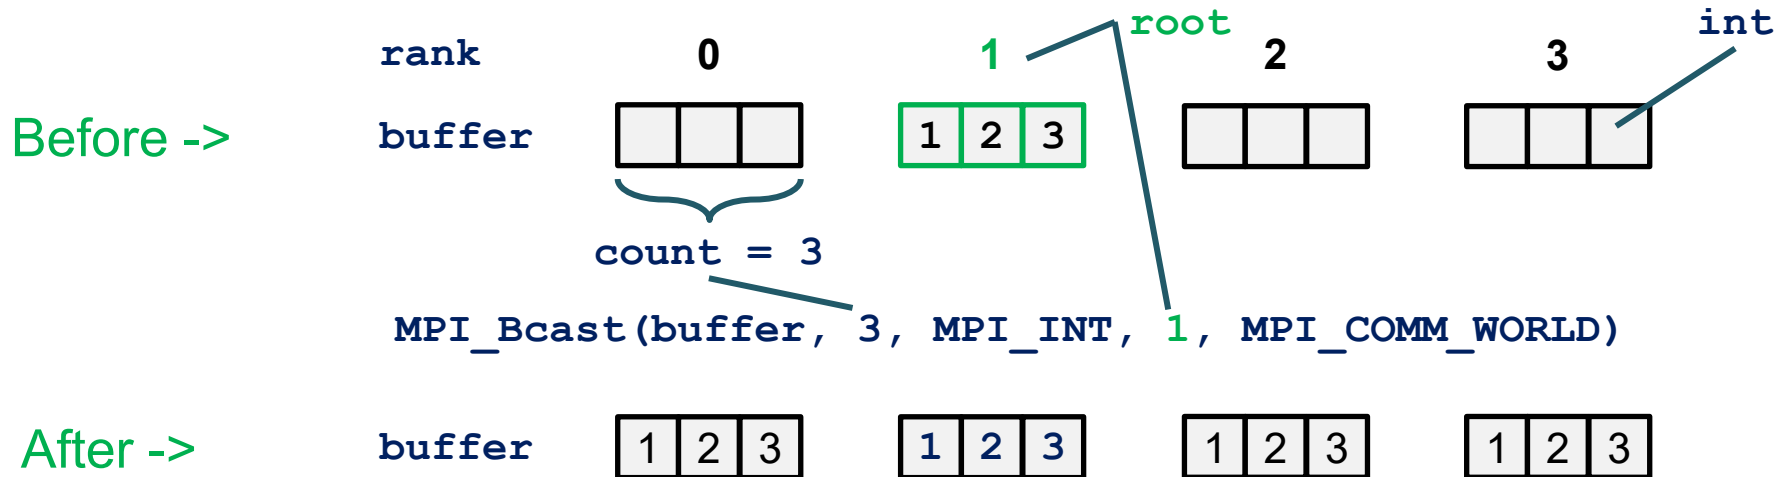 root int
rank 0 1 2 3
Before -> buffer 1 2 3
count = 3
MPI_Bcast(buffer, 3, MPI_INT, 1, MPI_COMM_WORLD)
After -> buffer 1 2 3 1 2 3 1 2 3 1 2 3